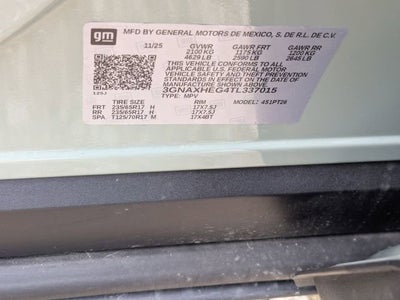 gm
MFD BY GENERAL MOTORS DE MEXICO, S. DE R.L. DE C.V.
11/25 GVWR GAWR FRT GAWR RR
2100 KG 1175 KG 1200 KG
4629 LB 2590 LB 2645 LB
THIS VEHICLE CONFORMS TO ALL
APPLICABLE U.S. FEDERAL MOTOR
VEHICLE SAFETY AND THEFT PREVENTION
STANDARDS IN EFFECT ON THE DATE OF
MANUFACTURE SHOWN ABOVE.
3GNAXHEG4TL337015
TYPE: MPV MODEL: 4S1PT26
125J TIRE SIZE RIM
FRT 235/65R17 H 17X7.5J
RR 235/65R17 H 17X7.5J
SPA T125/70R17 M 17X4BT